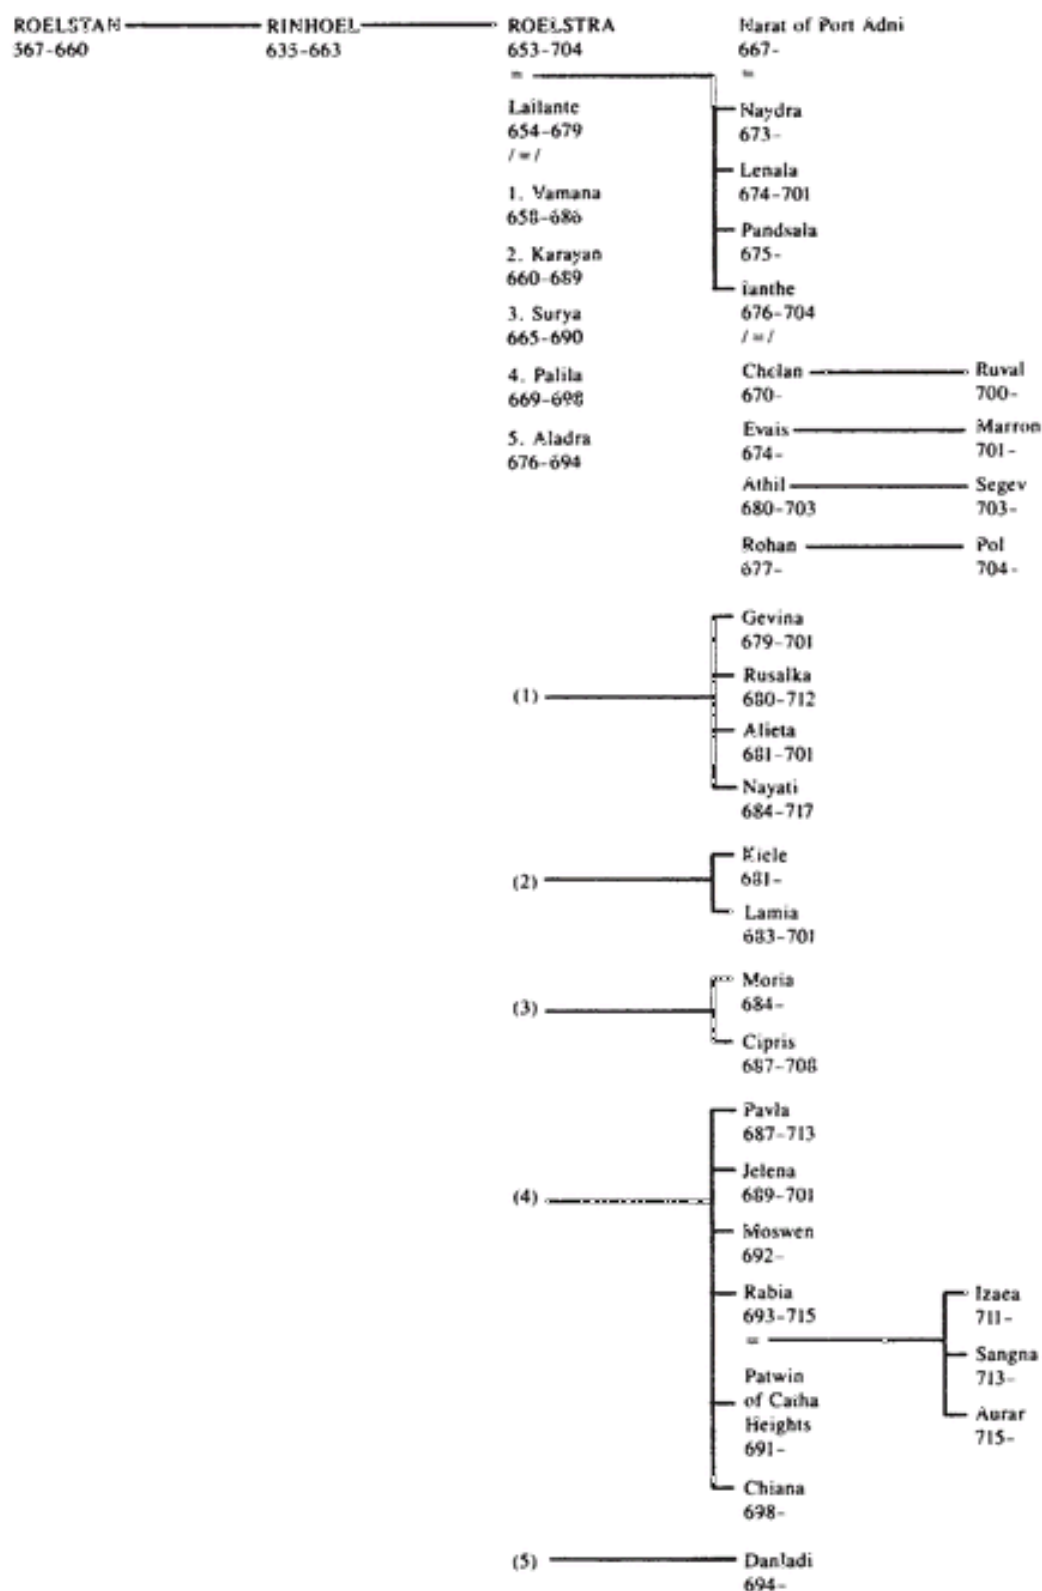 ROELSTAN RINHOEL ROELSTRA Narat of Port Adni
567-660 635-663 653-704 667-
= =
Lailante Naydra
654-679 673-
/=/ Lenala
1. Vamana 674-701
658-686 Pandsala
2. Karayan 675-
660-689 Ianthe
3. Surya 676-704
665-690 /=/
4. Palila Chelan Ruval
669-698 670- 700-
5. Aladra Evais Marron
676-694 674- 701-
Athil Segev
680-703 703-
Rohan Pol
677- 704-
Gevina
679-701
Rusalka
(1) 680-712
Alieta
681-701
Nayati
684-717
Kiele
(2) 681-
Lamia
683-701
Moria
(3) 684-
Cipris
687-708
Pavla
687-713
Jelena
(4) 689-701
Moswen
692-
Rabia Izaea
693-715 711-
=
Sangna
Patwin 713-
of Catha Aurar
Heights 715-
691-
Chiana
698-
(5) Danladi
694-